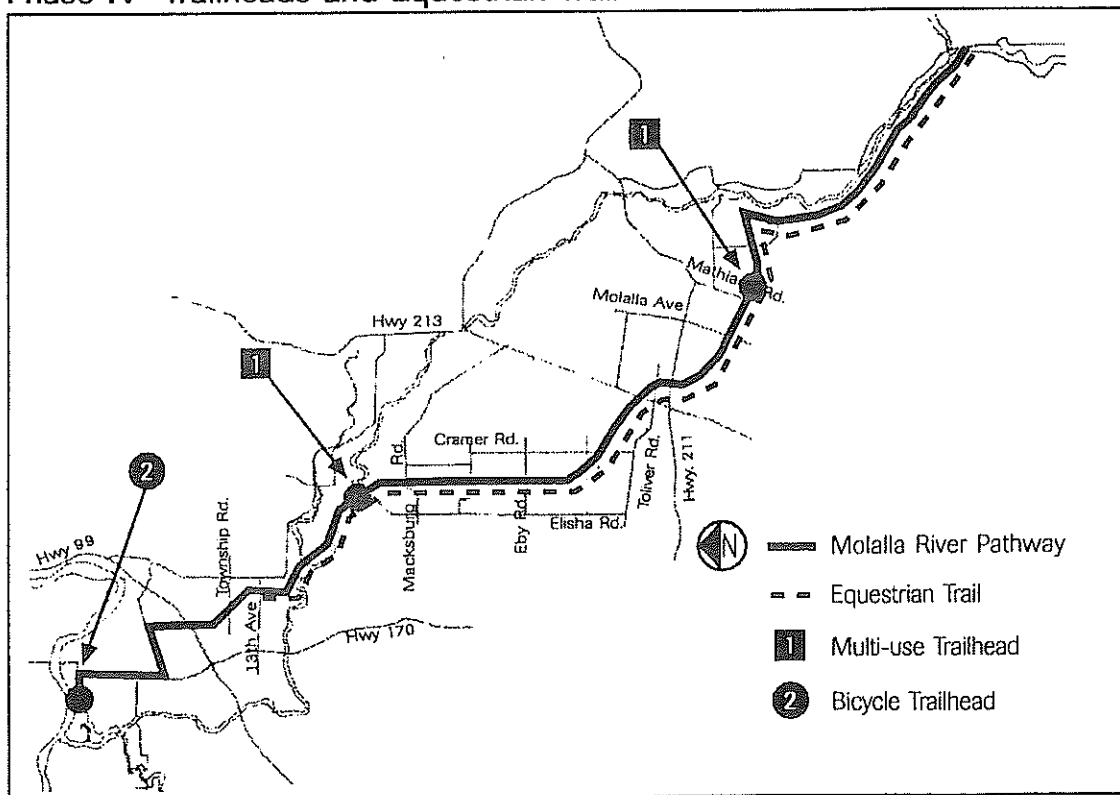 Phase IV Trailheads and Equestrian Trail
1
Mathias Rd.
Molalla Ave
Hwy 213
1
Cramer Rd.
Rd.
Macksburg
Eby Rd.
Elisha Rd.
Toliver Rd.
Hwy. 211
2
Township Rd.
Hwy 99
13th Ave
Hwy 170
N
Molalla River Pathway
Equestrian Trail
1 Multi-use Trailhead
2 Bicycle Trailhead